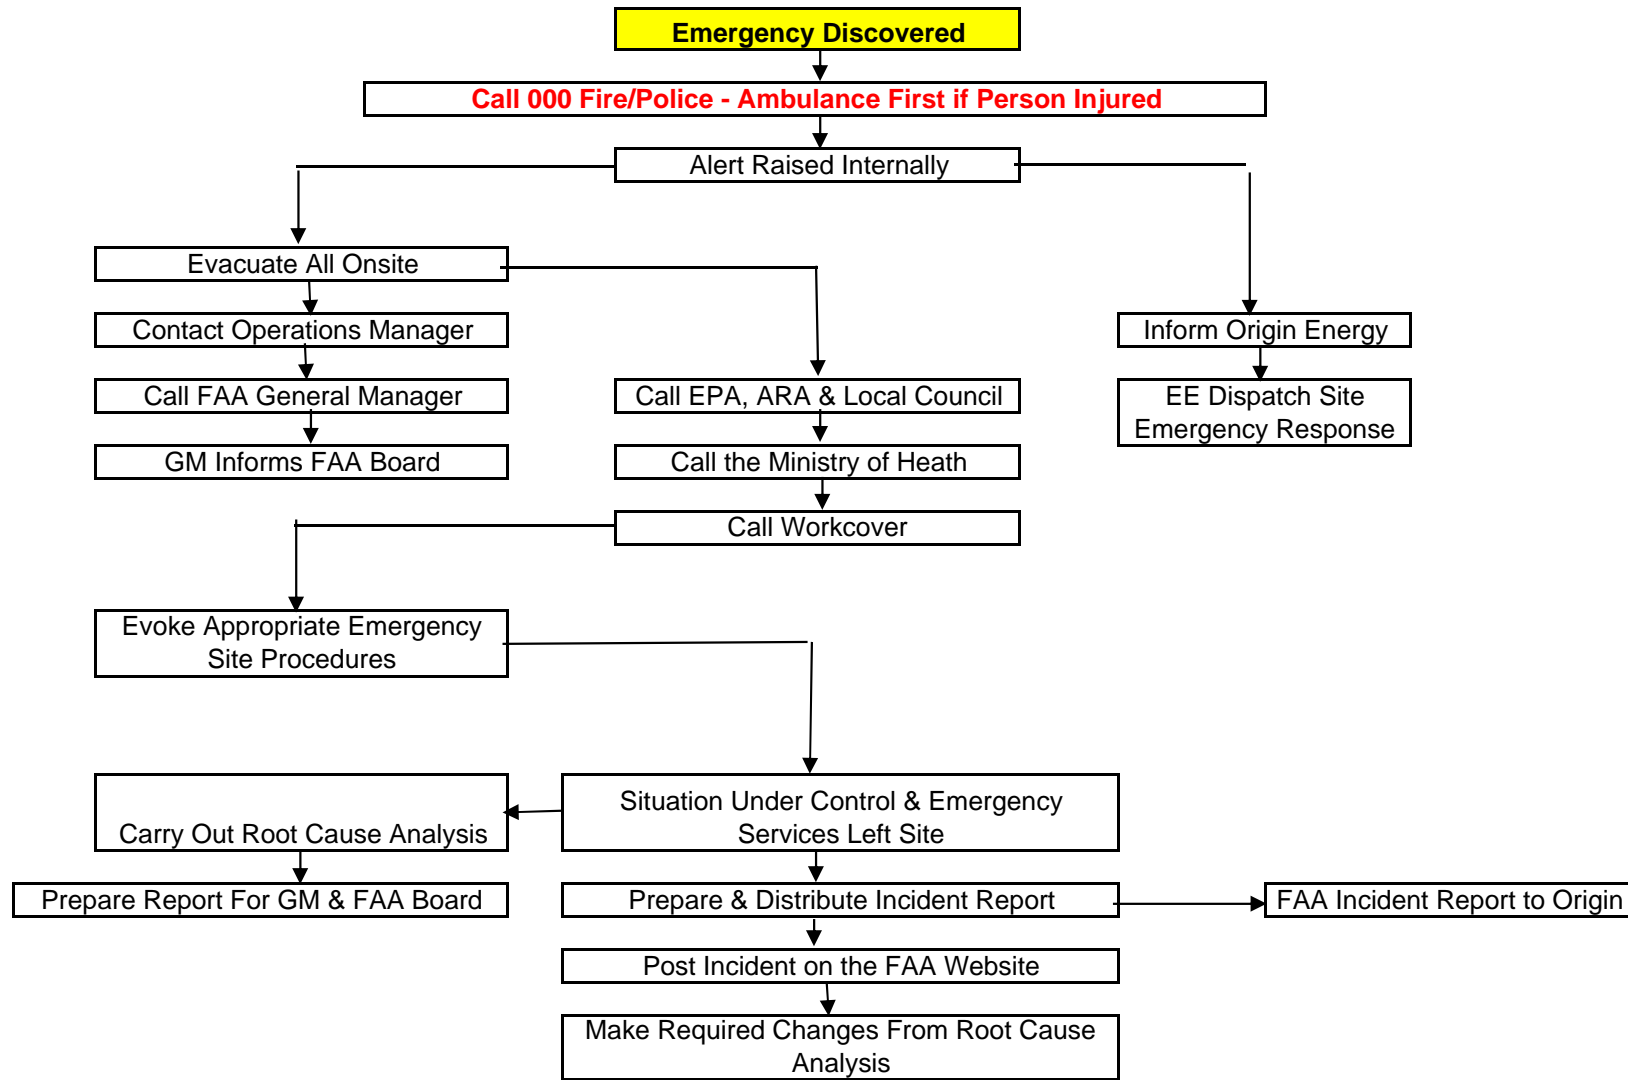 Emergency Discovered
Call 000 Fire/Police - Ambulance First if Person Injured
Alert Raised Internally
Evacuate All Onsite
Contact Operations Manager
Inform Origin Energy
Call FAA General Manager
Call EPA, ARA & Local Council
EE Dispatch Site
Emergency Response
GM Informs FAA Board
Call the Ministry of Heath
Call Workcover
Evoke Appropriate Emergency
Site Procedures
Situation Under Control & Emergency
Services Left Site
Carry Out Root Cause Analysis
Prepare Report For GM & FAA Board
Prepare & Distribute Incident Report
FAA Incident Report to Origin
Post Incident on the FAA Website
Make Required Changes From Root Cause
Analysis